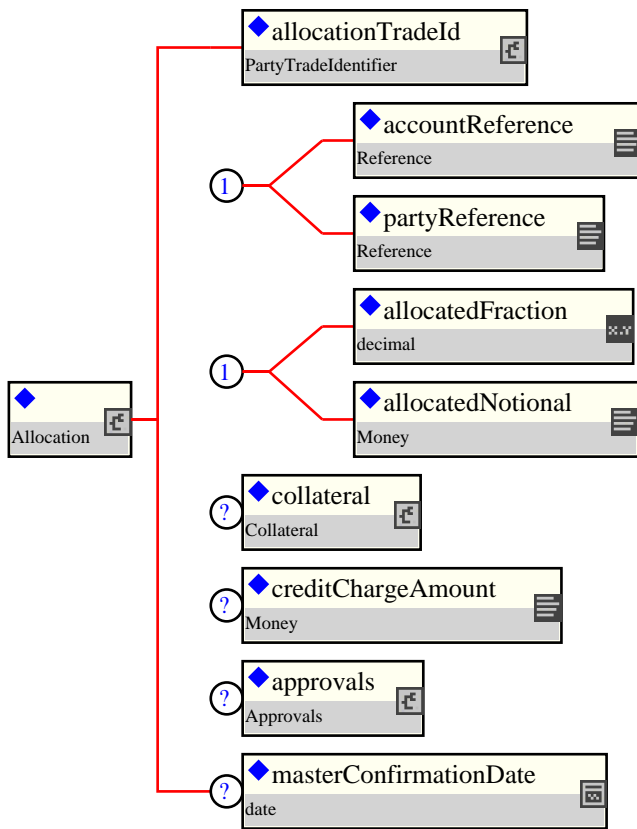 allocationTradeId
PartyTradeIdentifier
accountReference
Reference
1
partyReference
Reference
allocatedFraction
decimal
1
allocatedNotional
Money
Allocation
collateral
?
Collateral
creditChargeAmount
?
Money
approvals
?
Approvals
masterConfirmationDate
?
date